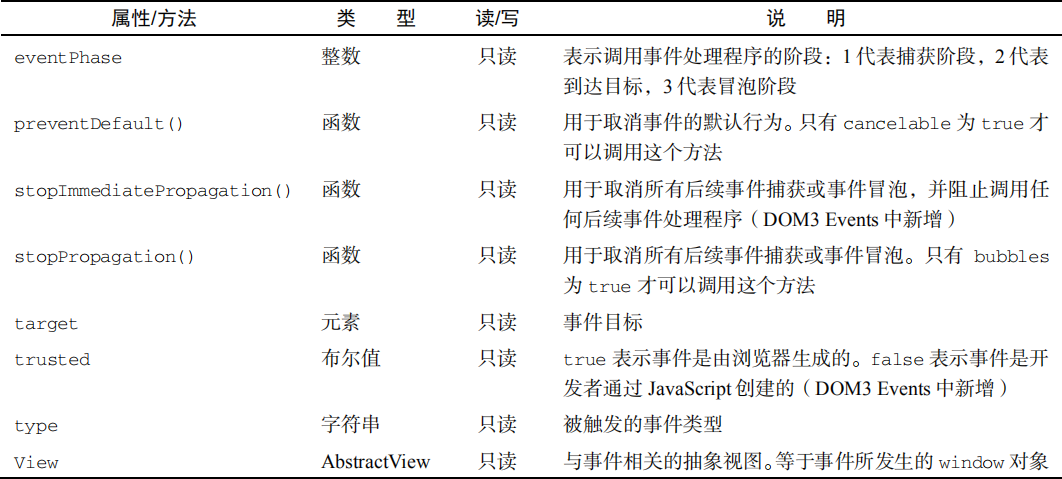 属性/方法 类 型 读/写 说 明
eventPhase 整数 只读 表示调用事件处理程序的阶段：1 代表捕获阶段，2 代表
到达目标，3 代表冒泡阶段
preventDefault() 函数 只读 用于取消事件的默认行为。只有 cancelable 为 true 才
可以调用这个方法
stopImmediatePropagation() 函数 只读 用于取消所有后续事件捕获或事件冒泡，并阻止调用任
何后续事件处理程序（DOM3 Events 中新增）
stopPropagation() 函数 只读 用于取消所有后续事件捕获或事件冒泡。只有 bubbles
为 true 才可以调用这个方法
target 元素 只读 事件目标
trusted 布尔值 只读 true 表示事件是由浏览器生成的。false 表示事件是开
发者通过 JavaScript 创建的（DOM3 Events 中新增）
type 字符串 只读 被触发的事件类型
View AbstractView 只读 与事件相关的抽象视图。等于事件所发生的 window 对象